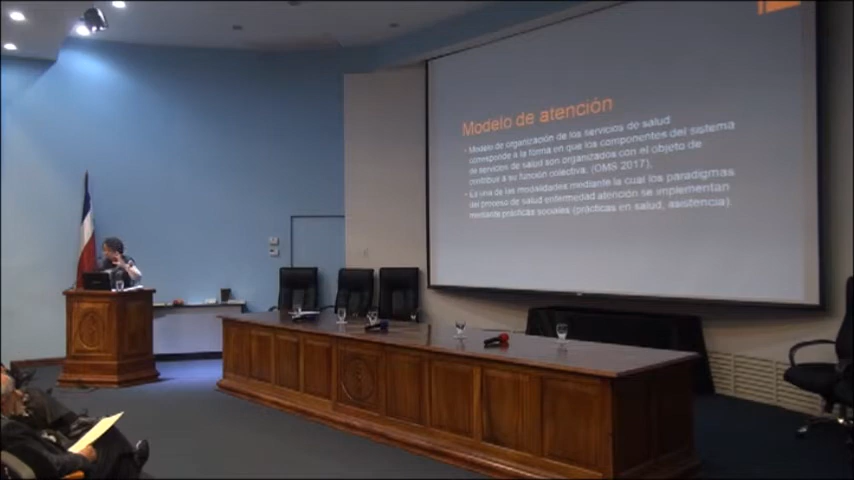 Modelo de atención
• Modelo de organización de los servicios de salud
corresponde a la forma en que los componentes del sistema
de servicios de salud son organizados con el objeto de
contribuir a su función colectiva. (OMS 2017),
• Es una de las modalidades mediante la cual los paradigmas
del proceso de salud enfermedad atención se implementan
mediante prácticas sociales (prácticas en salud, asistencia)